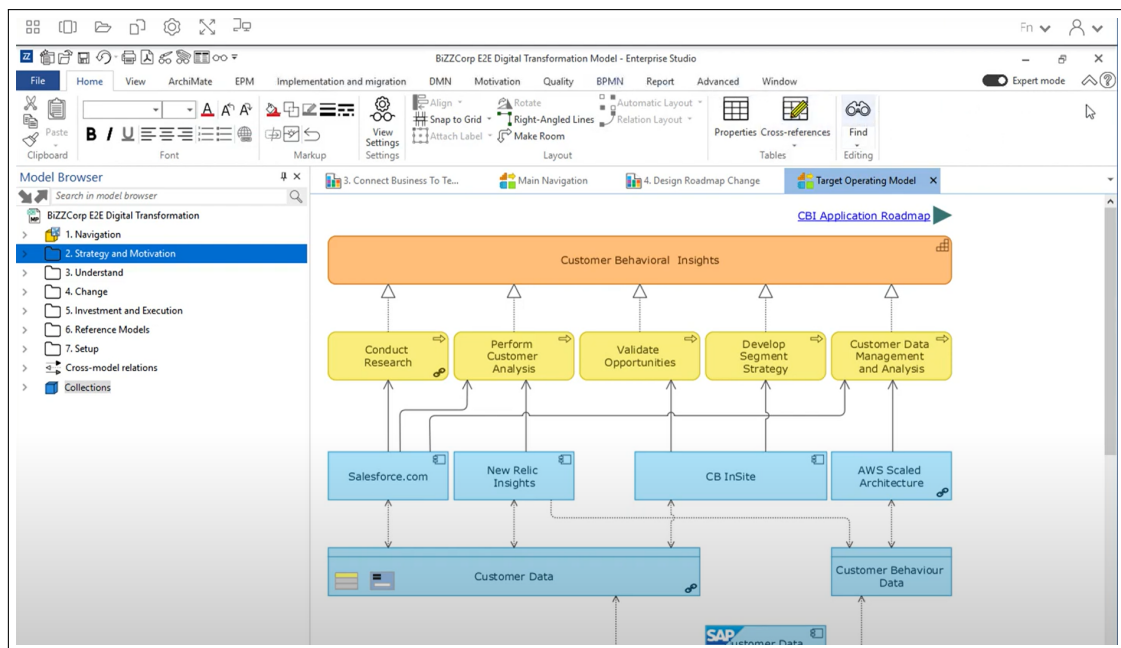 Fn
BiZZCorp E2E Digital Transformation Model - Enterprise Studio
File Home View ArchiMate EPM Implementation and migration DMN Motivation Quality BPMN Report Advanced Window Expert mode
Paste
Clipboard
B I U
Font
Markup
View
Settings
Settings
Align
Snap to Grid
Attach Label
Rotate
Right-Angled Lines
Make Room
Automatic Layout
Relation Layout
Layout
Properties Cross-references
Tables
Find
Editing
Model Browser
Search in model browser
BiZZCorp E2E Digital Transformation
1. Navigation
2. Strategy and Motivation
3. Understand
4. Change
5. Investment and Execution
6. Reference Models
7. Setup
Cross-model relations
Collections
3. Connect Business To Te...
Main Navigation
4. Design Roadmap Change
Target Operating Model
CBI Application Roadmap
Customer Behavioral Insights
Conduct
Research
Perform
Customer
Analysis
Validate
Opportunities
Develop
Segment
Strategy
Customer Data
Management
and Analysis
Salesforce.com
New Relic
Insights
CB InSite
AWS Scaled
Architecture
Customer Data
Customer Behaviour
Data
SAP
Customer Data